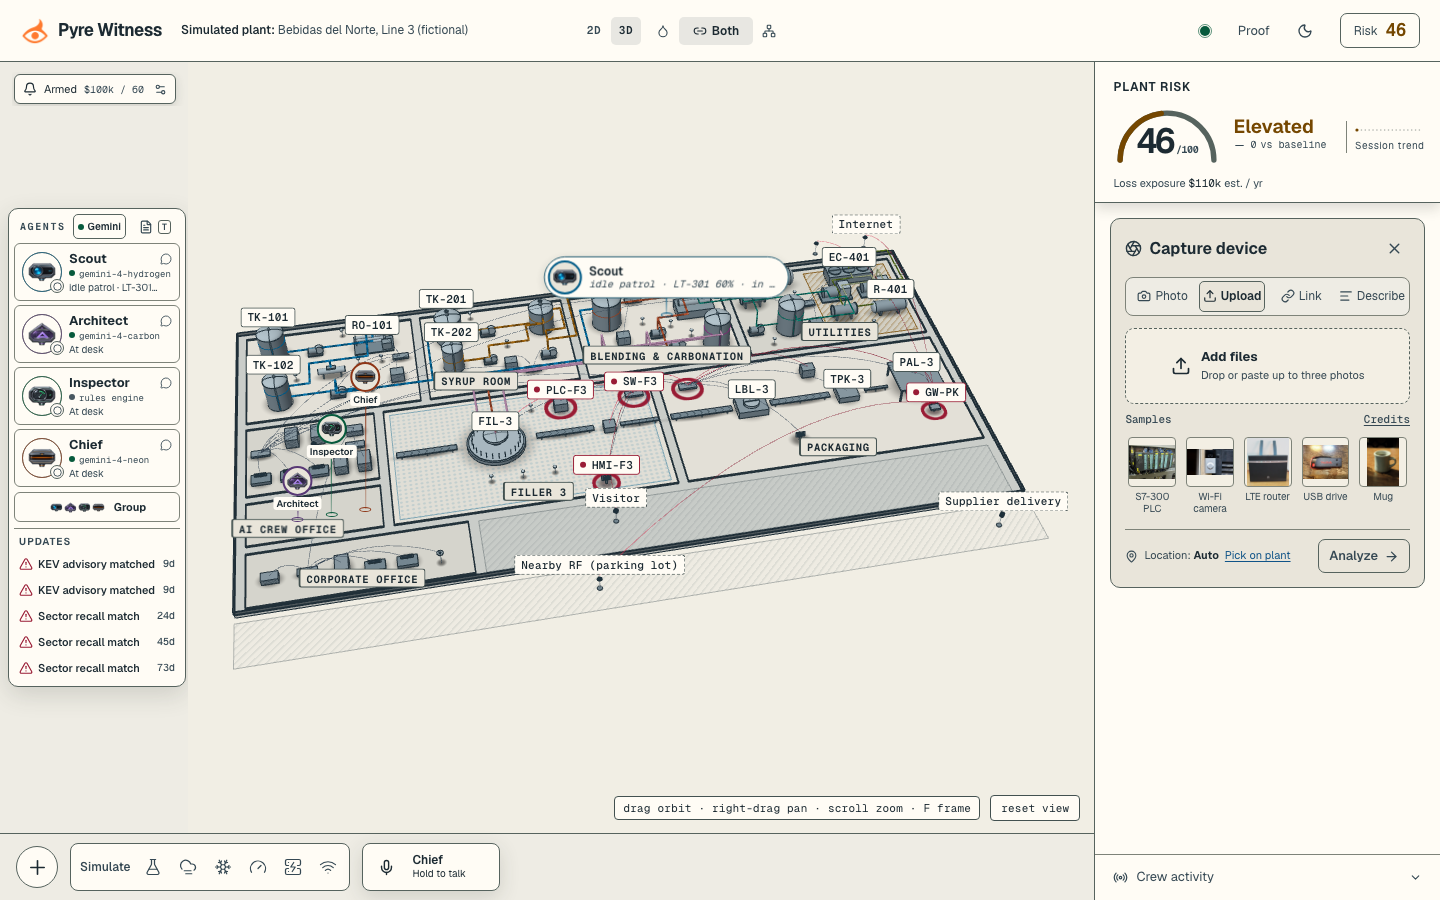 Pyre Witness
Simulated plant: Bebidas del Norte, Line 3 (fictional)
2D
3D
Both
Proof
Risk 46
Armed $100k / 60
AGENTS
Gemini
T
Scout
gemini-4-hydrogen
idle patrol · LT-301...
Architect
gemini-4-carbon
At desk
Inspector
rules engine
At desk
Chief
gemini-4-neon
At desk
Group
UPDATES
KEV advisory matched 9d
KEV advisory matched 9d
Sector recall match 24d
Sector recall match 45d
Sector recall match 73d
Internet
EC-401
Scout
idle patrol · LT-301 60% · in …
R-401
TK-201
TK-101
RO-101
TK-202
UTILITIES
BLENDING & CARBONATION
TK-102
PAL-3
SYRUP ROOM
PLC-F3
SW-F3
LBL-3
TPK-3
GW-PK
Chief
FIL-3
Inspector
PACKAGING
HMI-F3
Architect
FILLER 3
Visitor
Supplier delivery
AI CREW OFFICE
Nearby RF (parking lot)
CORPORATE OFFICE
drag orbit · right-drag pan · scroll zoom · F frame
reset view
Simulate
Chief
Hold to talk
PLANT RISK
46/100
Elevated
— 0 vs baseline
Session trend
Loss exposure $110k est. / yr
Capture device
Photo
Upload
Link
Describe
Add files
Drop or paste up to three photos
Samples
Credits
S7-300 PLC
Wi-Fi camera
LTE router
USB drive
Mug
Location: Auto Pick on plant
Analyze
Crew activity